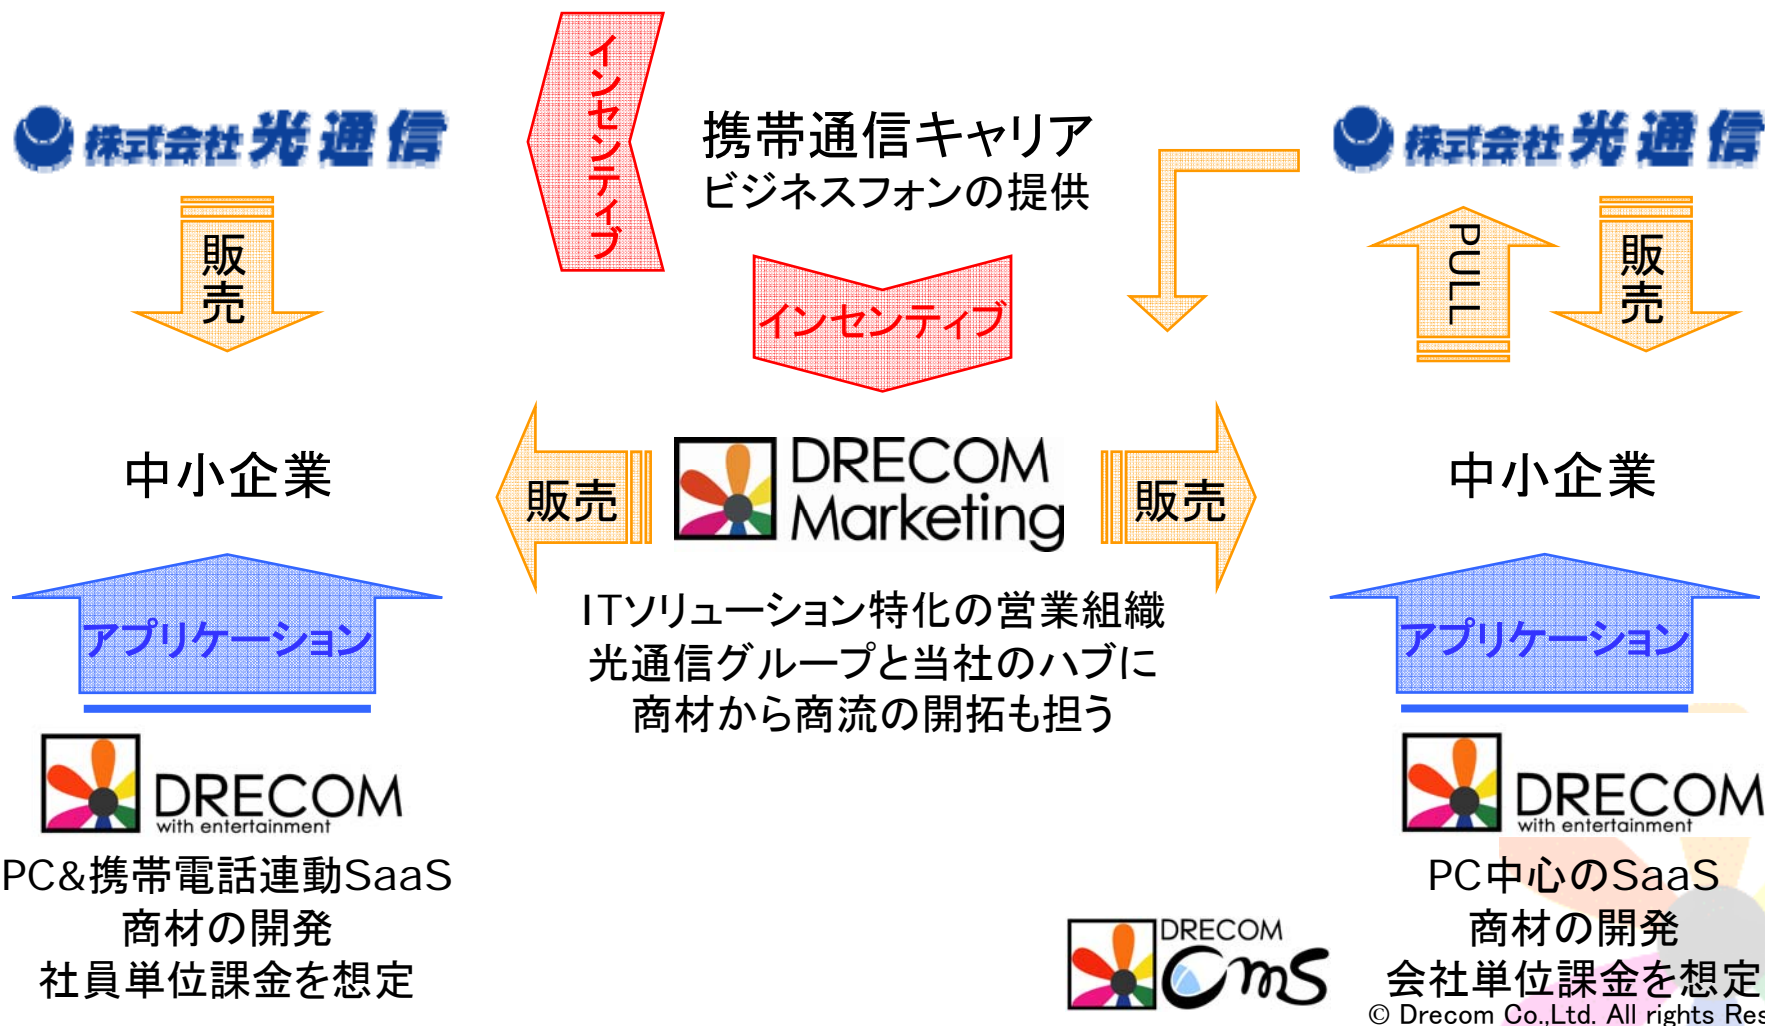 株式会社光通信
インセンティブ
携帯通信キャリア
ビジネスフォンの提供
株式会社光通信
販売
インセンティブ
PULL
販売
中小企業
販売
DRECOM
Marketing
販売
中小企業
アプリケーション
ITソリューション特化の営業組織
光通信グループと当社のハブに
商材から商流の開拓も担う
アプリケーション
DRECOM
with entertainment
PC&携帯電話連動SaaS
商材の開発
社員単位課金を想定
DRECOM
CMS
DRECOM
with entertainment
PC中心のSaaS
商材の開発
会社単位課金を想定
© Drecom Co.,Ltd. All rights Res